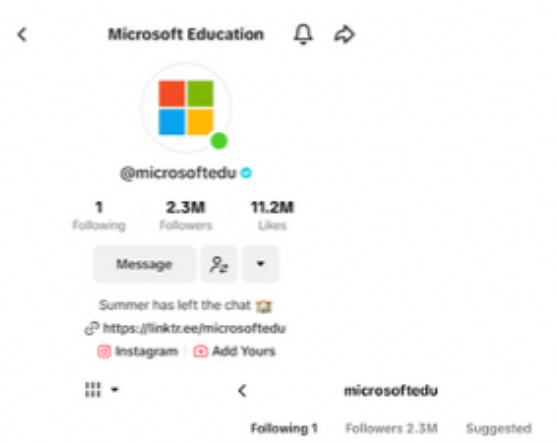 Microsoft Education
@microsoftedu
1 2.3M 11.2M
Following Followers Likes
Message
Summer has left the chat
https://linktr.ee/microsoftedu
Instagram Add Yours
microsoftedu
Following 1 Followers 2.3M Suggested